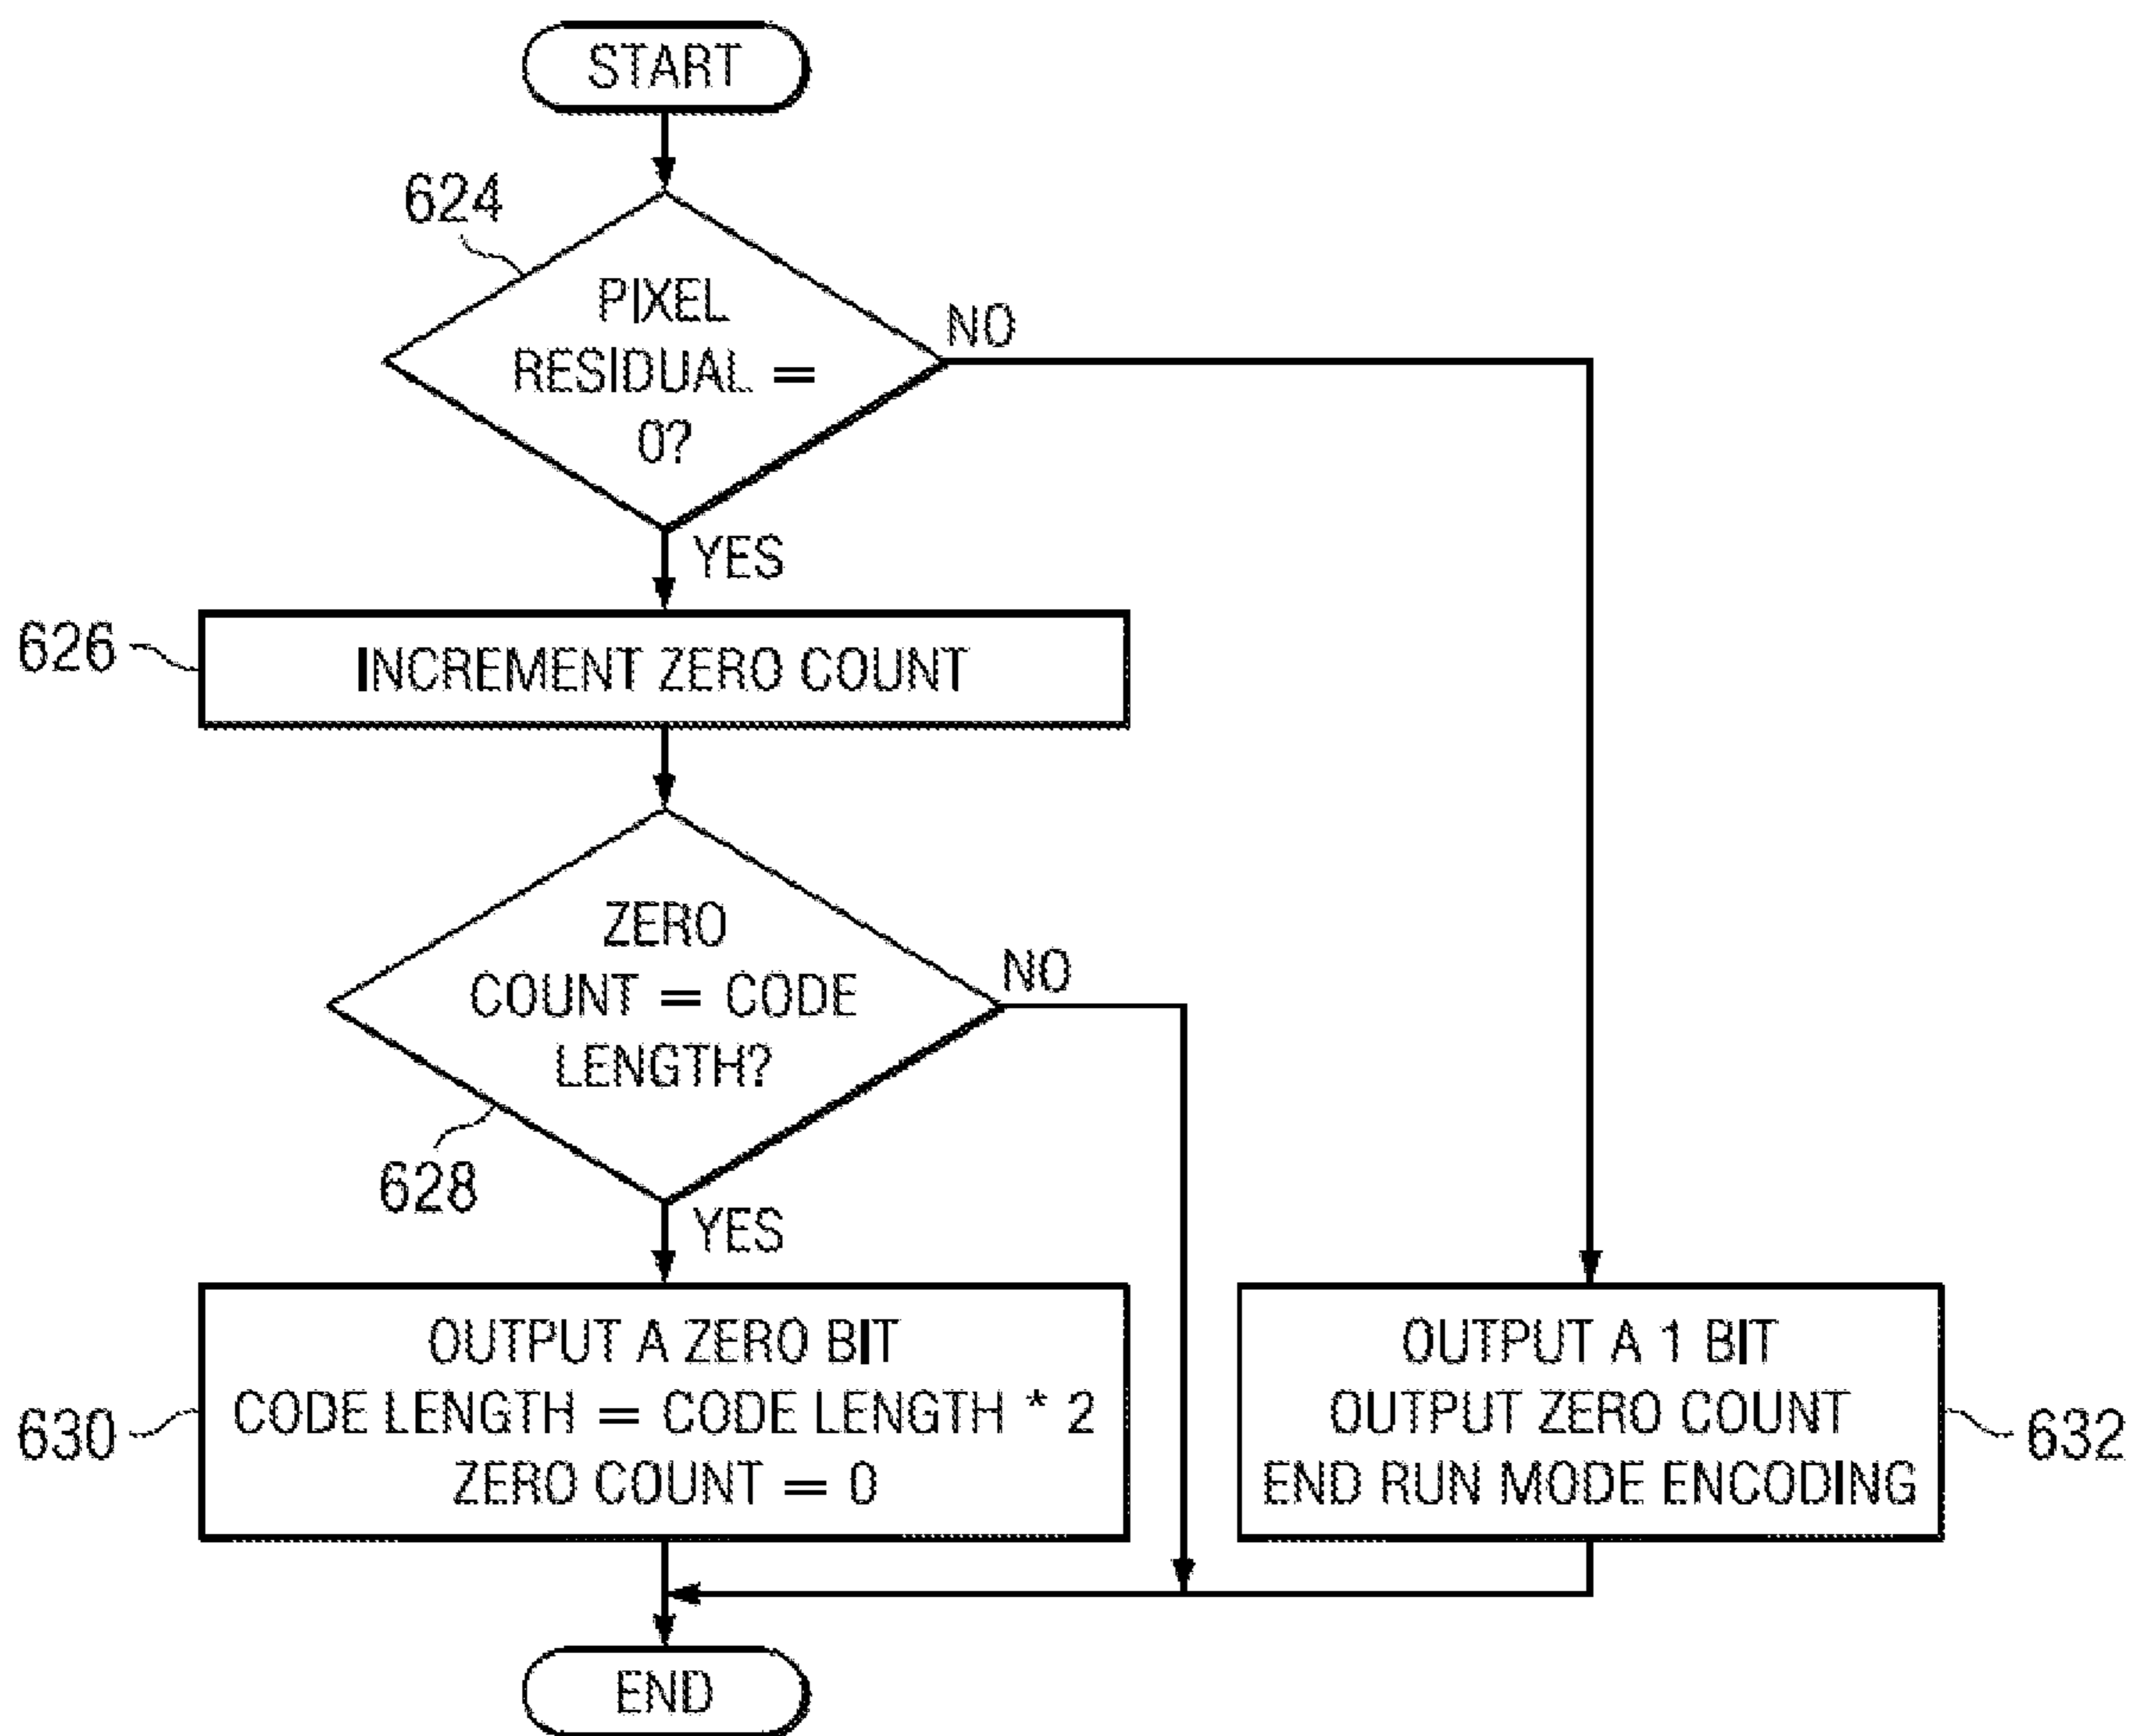 START
624
PIXEL
RESIDUAL =
0?
NO
YES
626
INCREMENT ZERO COUNT
ZERO
COUNT = CODE
LENGTH?
NO
628
YES
630
OUTPUT A ZERO BIT
CODE LENGTH = CODE LENGTH * 2
ZERO COUNT = 0
OUTPUT A 1 BIT
OUTPUT ZERO COUNT
END RUN MODE ENCODING
632
END